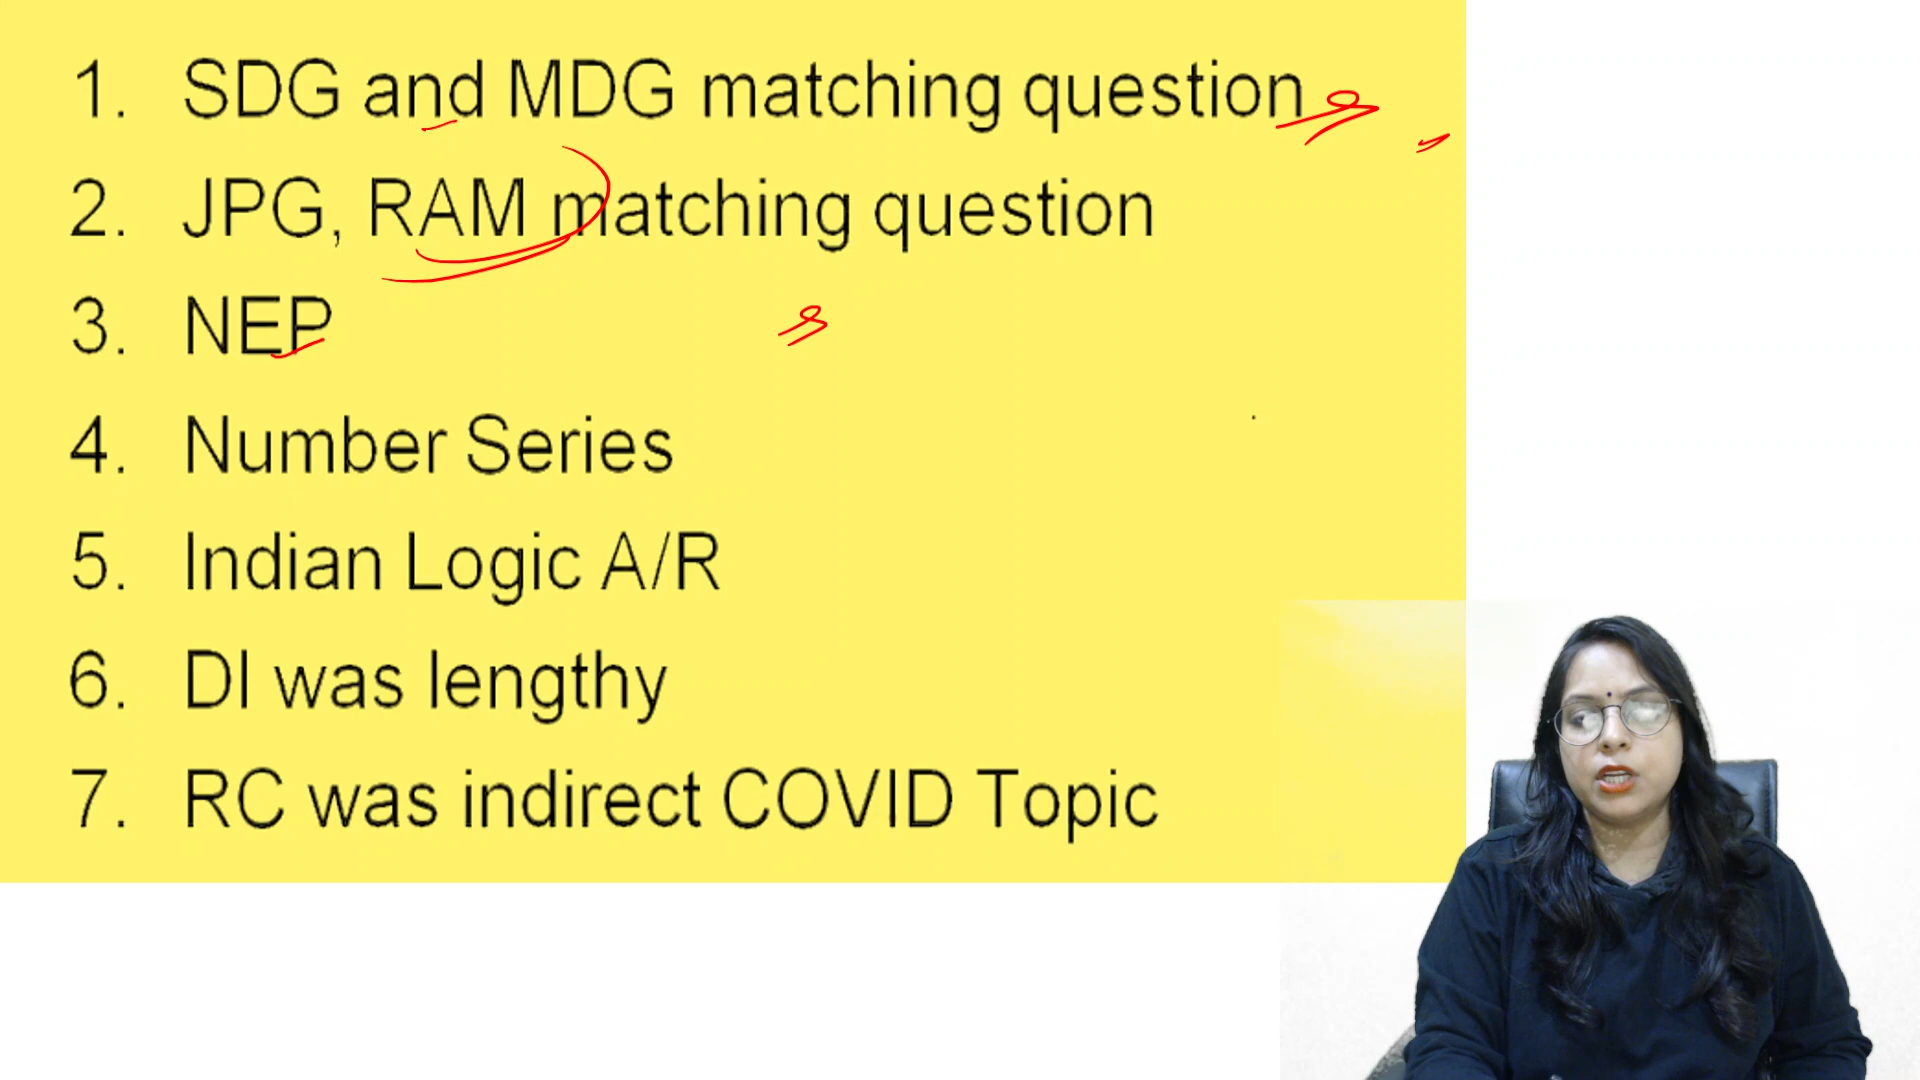 1. SDG and MDG matching question
2. JPG, RAM matching question
3. NEP
4. Number Series
5. Indian Logic A/R
6. DI was lengthy
7. RC was indirect COVID Topic